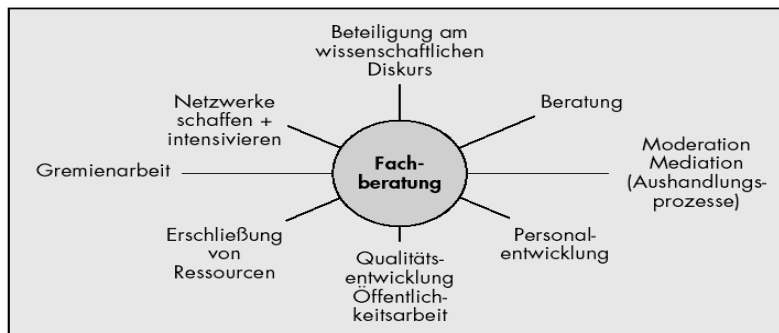 Beteiligung am
wissenschaftlichen
Diskurs
Netzwerke
schaffen +
intensivieren
Beratung
Gremienarbeit
Fach-
beratung
Moderation
Mediation
(Aushandlungs-
prozesse)
Erschließung
von
Ressourcen
Qualitäts-
entwicklung
Öffentlich-
keitsarbeit
Personal-
entwicklung